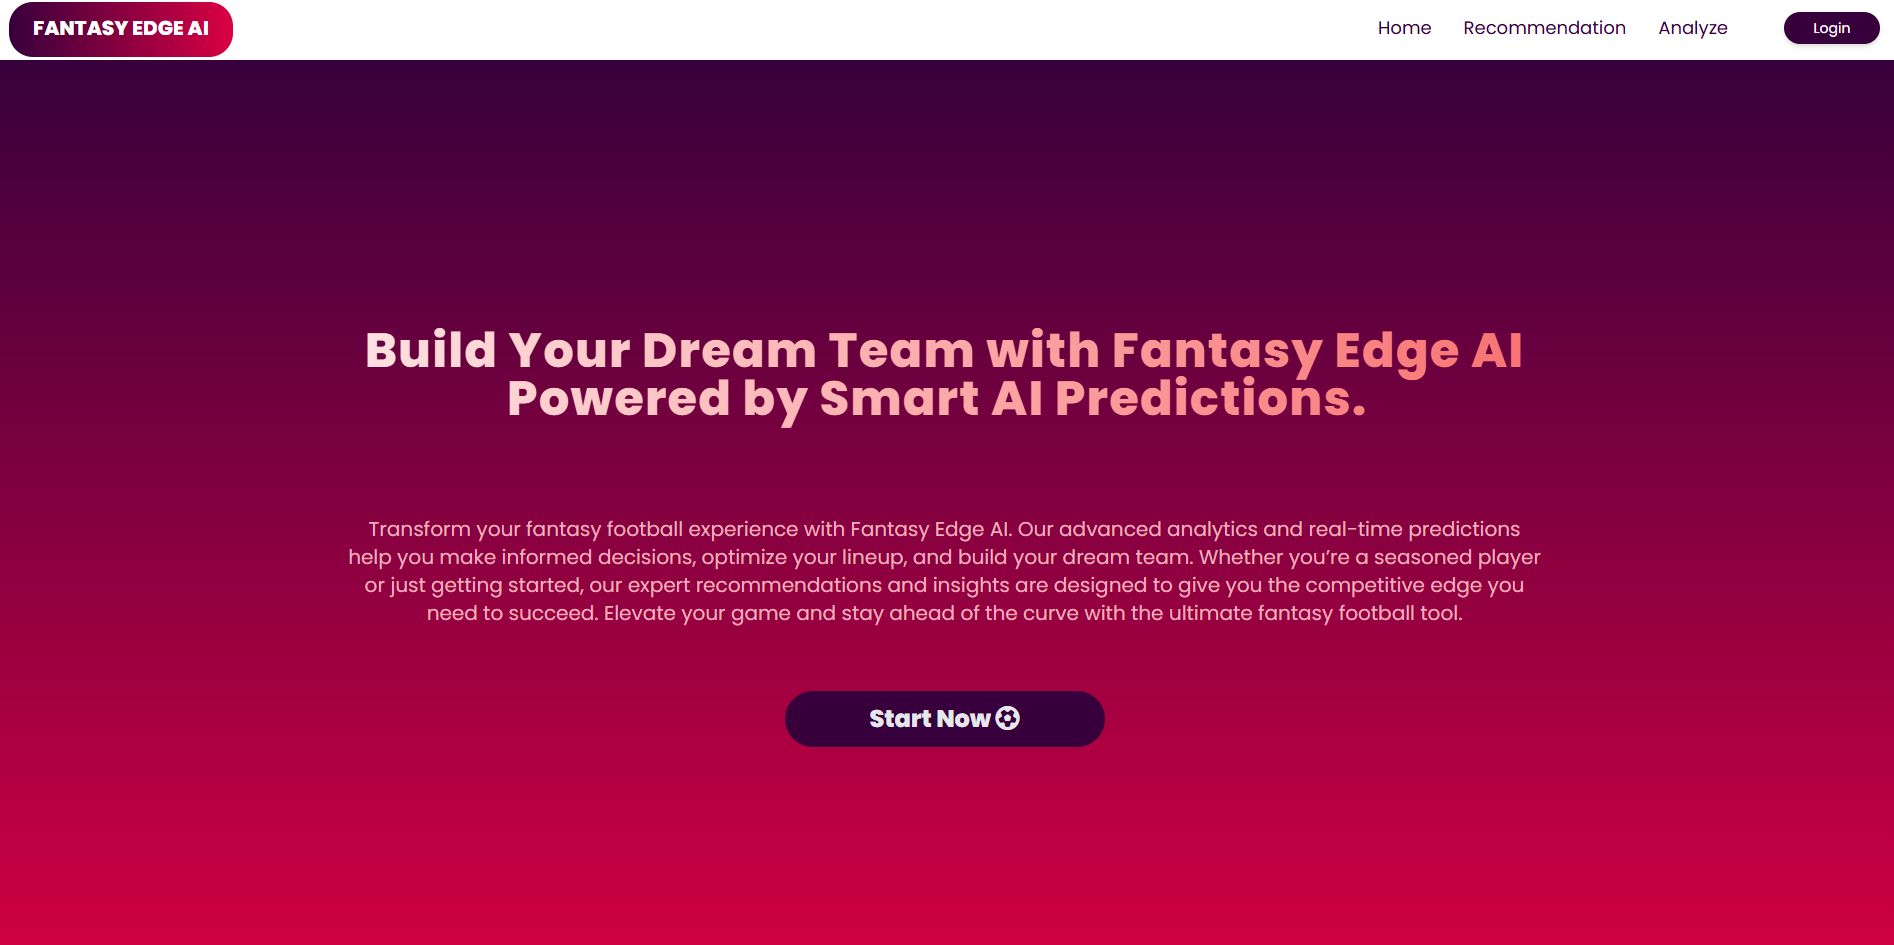 FANTASY EDGE AI
Home
Recommendation
Analyze
Login
Build Your Dream Team with Fantasy Edge AI
Powered by Smart AI Predictions.
Transform your fantasy football experience with Fantasy Edge AI. Our advanced analytics and real-time predictions
help you make informed decisions, optimize your lineup, and build your dream team. Whether you’re a seasoned player
or just getting started, our expert recommendations and insights are designed to give you the competitive edge you
need to succeed. Elevate your game and stay ahead of the curve with the ultimate fantasy football tool.
Start Now